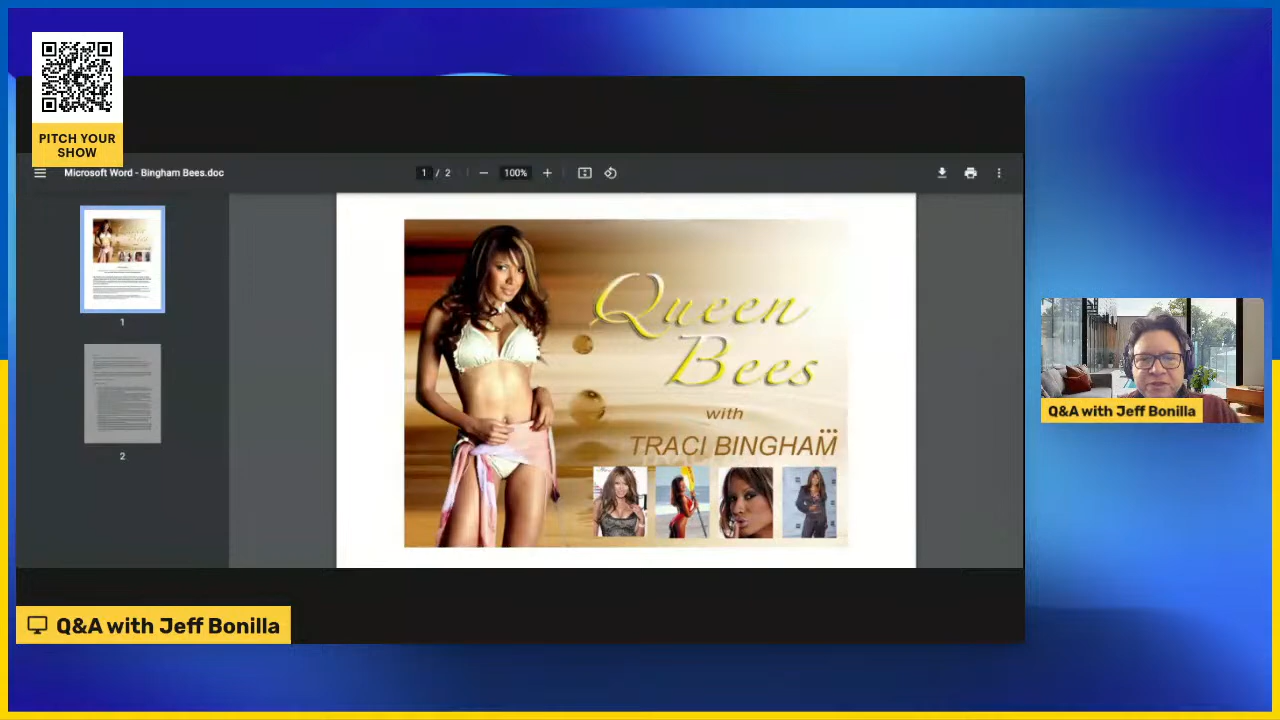 PITCH YOUR
SHOW
Microsoft Word - Bingham Bees.doc
1 / 2
100%
Queen
Bees
with
TRACI BINGHAM
1
2
Q&A with Jeff Bonilla
Q&A with Jeff Bonilla